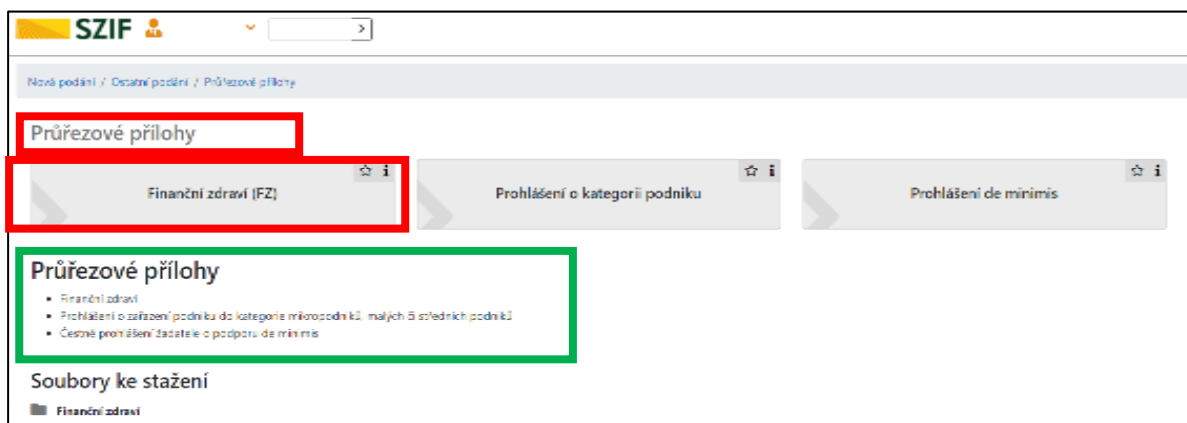 SZIF
Nová podání / Ostatní podání / Průřezové přílohy
Průřezové přílohy
Finanční zdraví (FZ)
Prohlášení o kategorii podniku
Prohlášení de minimis
Průřezové přílohy
Finanční zdraví
Prohlášení o zařazení podniku do kategorie mikropodniků, malých či středních podniků
Čestné prohlášení žadatele o podporu de minimis
Soubory ke stažení
Finanční zdraví